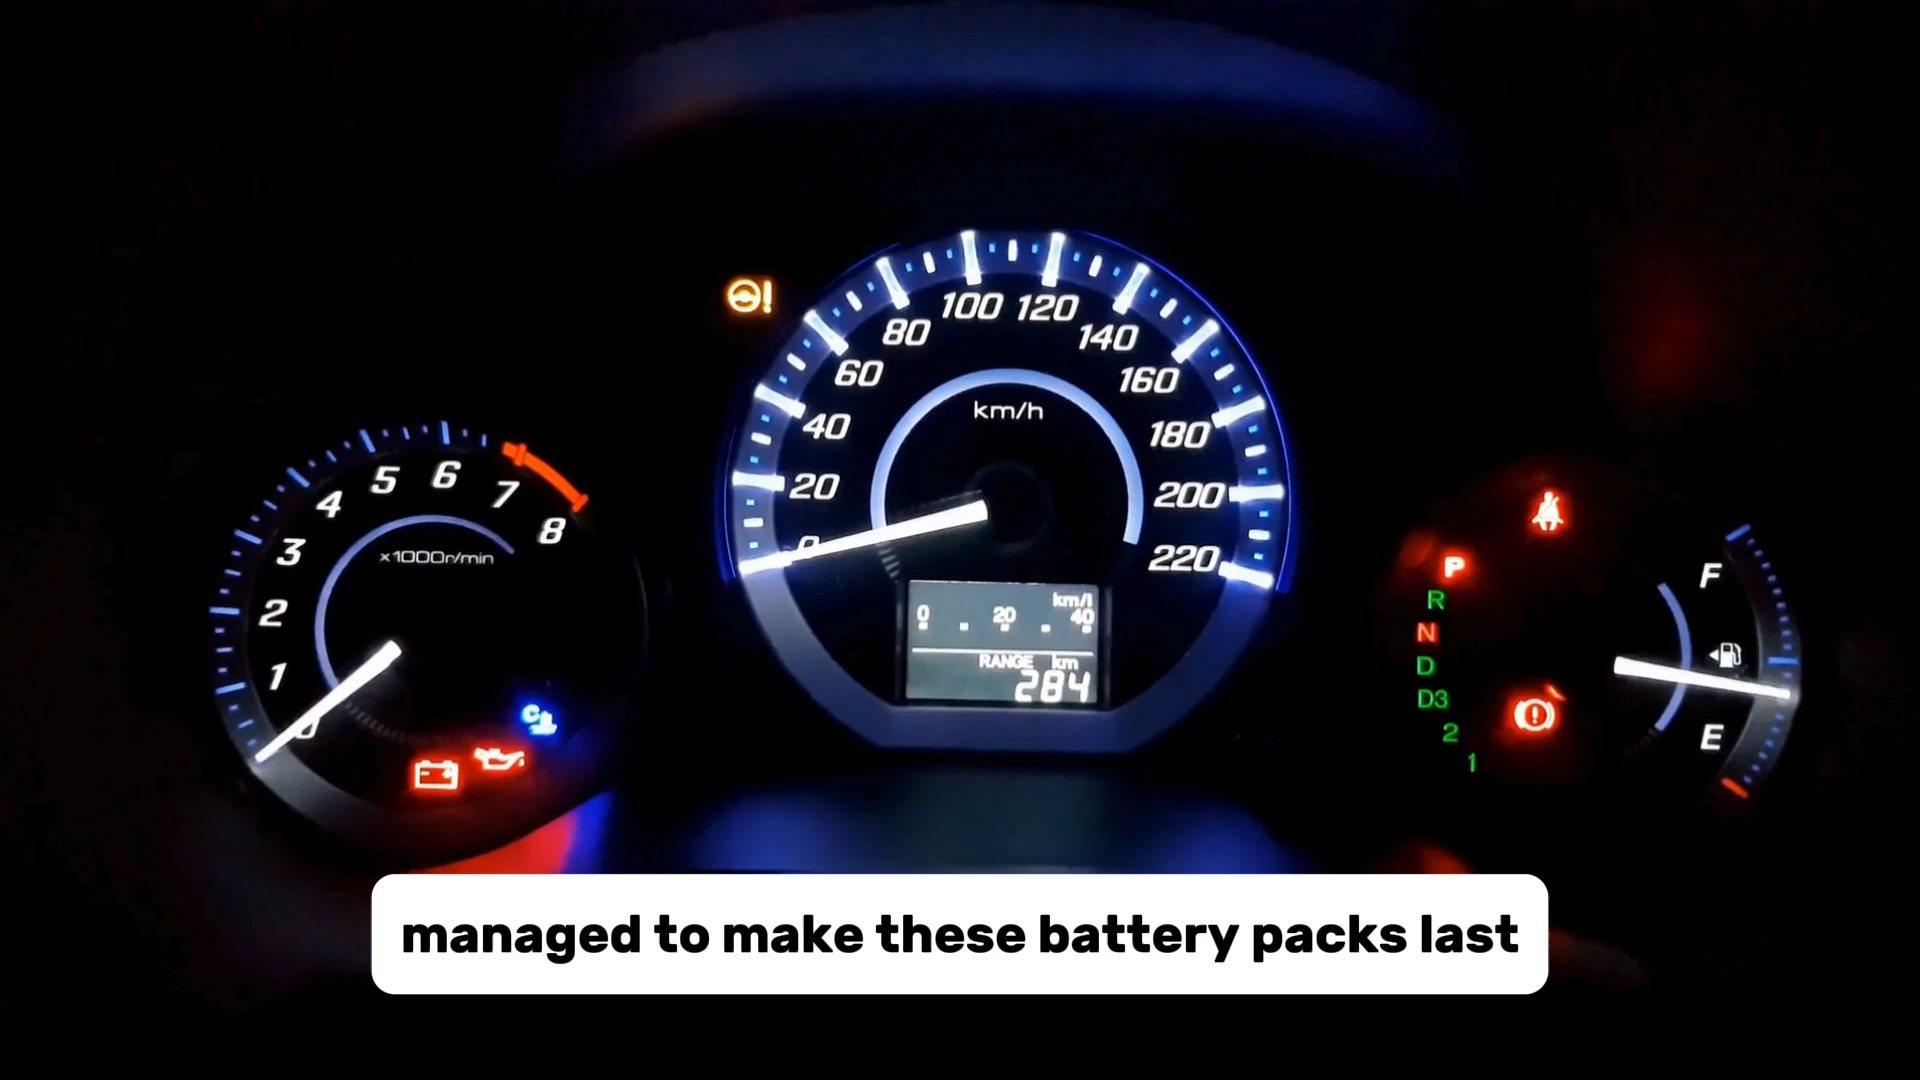 100 120
80
140
60
160
km/h
40
180
20
200
0
220
5 6 7
4
8
3
x1000r/min
2
1
0
km/l
0 20 40
RANGE km
284
P
R
N
D
D3
2
1
F
E
C
managed to make these battery packs last